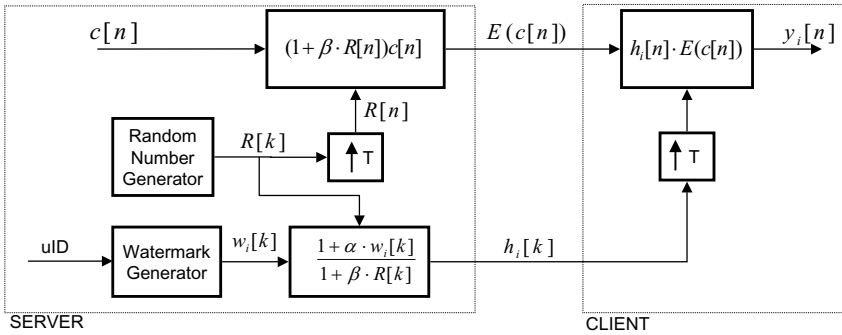 c[n]
(1+ β · R[n])c[n]
E(c[n])
h_i[n] · E(c[n])
y_i[n]
R[n]
Random
Number
Generator
R[k]
↑ T
↑ T
uID
Watermark
Generator
w_i[k]
1+ α · w_i[k]
1+ β · R[k]
h_i[k]
SERVER
CLIENT